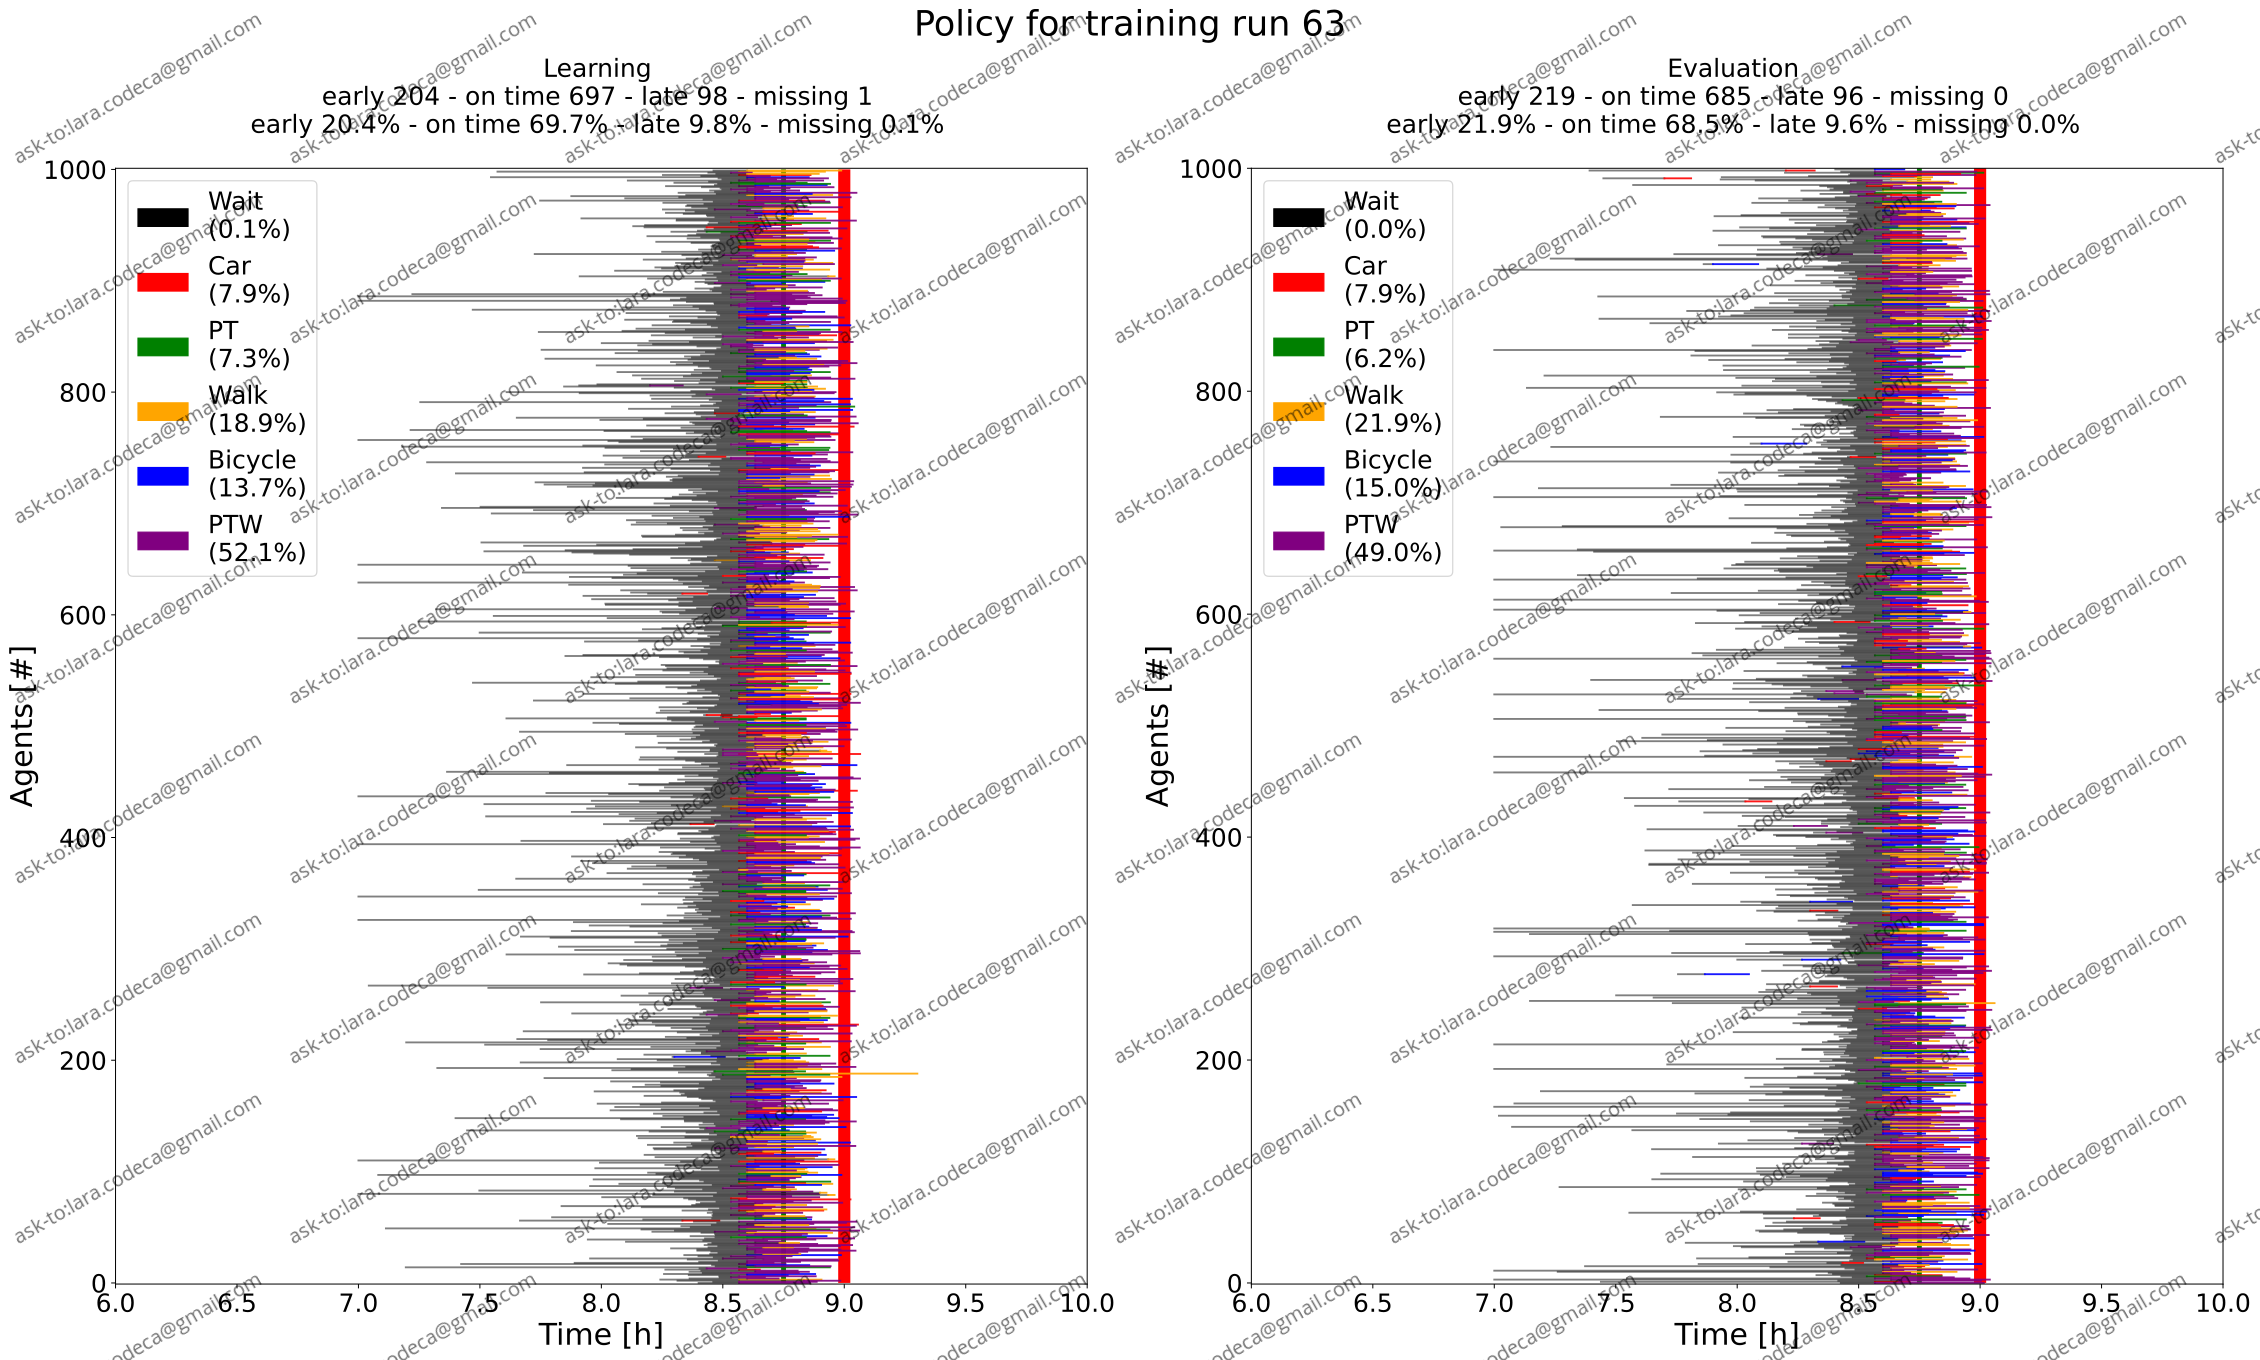 Policy for training run 63
Learning
early 204 - on time 697 - late 98 - missing 1
early 20.4% - on time 69.7% - late 9.8% - missing 0.1%
1000
800
600
400
200
0
Agents [#]
Wait
(0.1%)
Car
(7.9%)
PT
(7.3%)
Walk
(18.9%)
Bicycle
(13.7%)
PTW
(52.1%)
6.0 6.5 7.0 7.5 8.0 8.5 9.0 9.5 10.0
Time [h]
Evaluation
early 219 - on time 685 - late 96 - missing 0
early 21.9% - on time 68.5% - late 9.6% - missing 0.0%
1000
800
600
400
200
0
Agents [#]
Wait
(0.0%)
Car
(7.9%)
PT
(6.2%)
Walk
(21.9%)
Bicycle
(15.0%)
PTW
(49.0%)
6.0 6.5 7.0 7.5 8.0 8.5 9.0 9.5 10.0
Time [h]
ask-to:lara.codeca@gmail.com